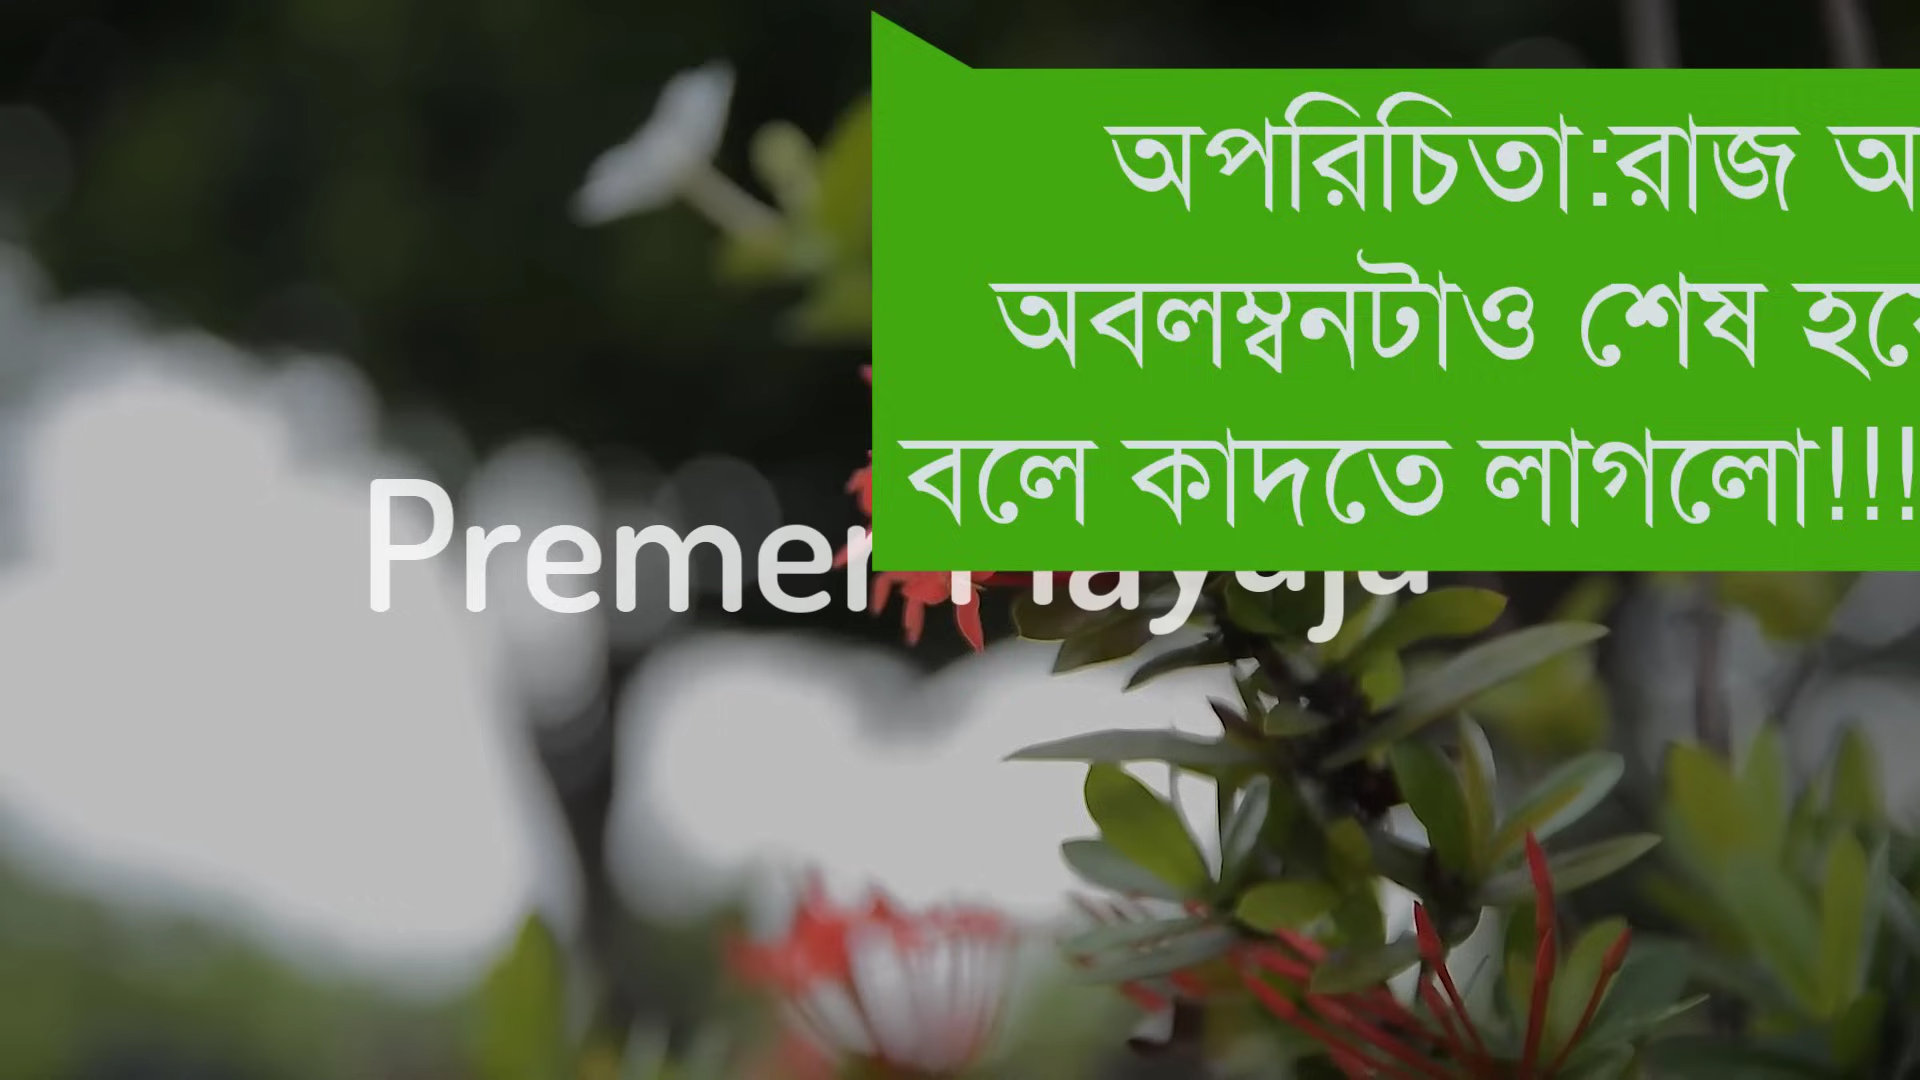 অপরিচিতা:রাজ
অবলম্বনটাও শেষ
বলে কাদতে লাগলো!!!
Premer